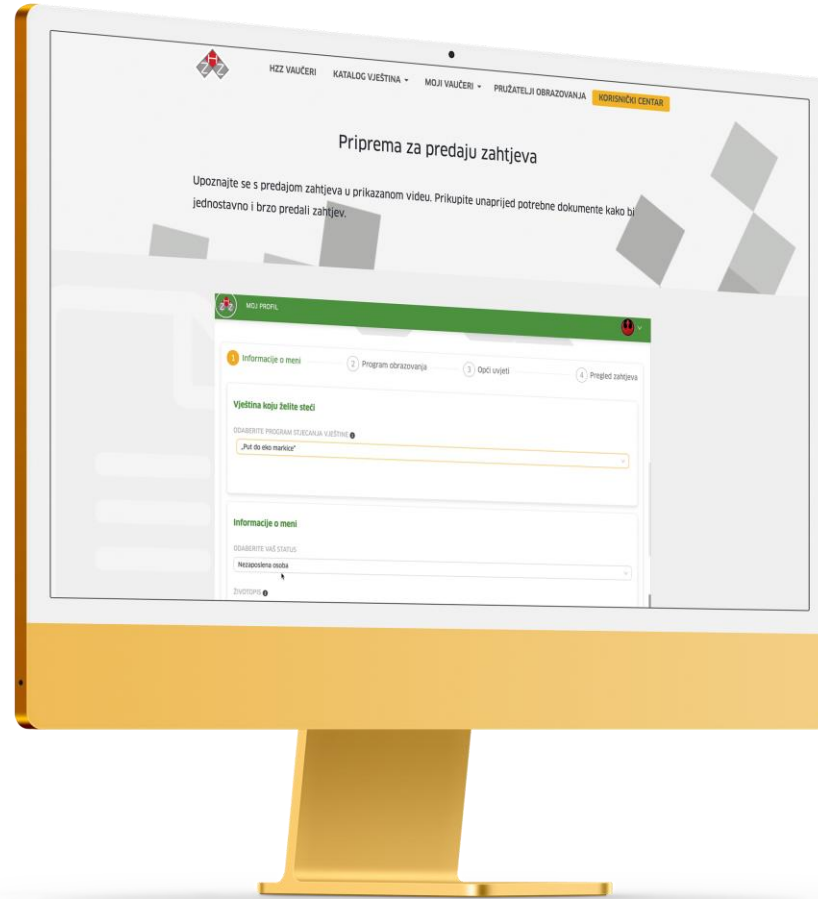 HZZ VAUČERI KATALOG VJEŠTINA MOJI VAUČERI PRUŽATELJI OBRAZOVANJA KORISNIČKI CENTAR
Priprema za predaju zahtjeva
Upoznajte se s predajom zahtjeva u prikazanom videu. Prikupite unaprijed potrebne dokumente kako bi
jednostavno i brzo predali zahtjev.
MOJ PROFIL
1 Informacije o meni 2 Program obrazovanja 3 Opći uvjeti 4 Pregled zahtjeva
Vještina koju želite steći
ODABERITE PROGRAM STJECANJA VJEŠTINE
„Put do eko markice"
Informacije o meni
ODABERITE VAŠ STATUS
Nezaposlena osoba
ŽIVOTOPIS